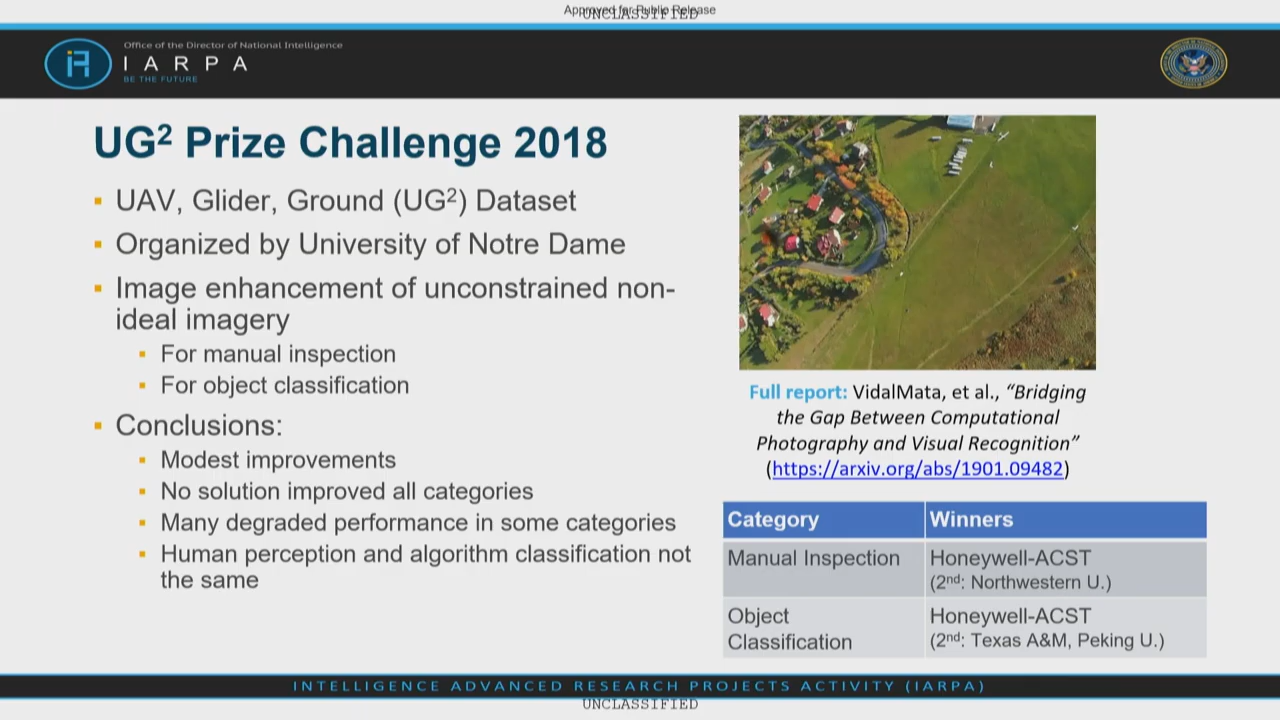 Approved for Public Release
UNCLASSIFIED
Office of the Director of National Intelligence
IARPA
BE THE FUTURE
UG² Prize Challenge 2018
▪ UAV, Glider, Ground (UG²) Dataset
▪ Organized by University of Notre Dame
▪ Image enhancement of unconstrained non-
ideal imagery
▪ For manual inspection
▪ For object classification
▪ Conclusions:
▪ Modest improvements
▪ No solution improved all categories
▪ Many degraded performance in some categories
▪ Human perception and algorithm classification not
the same
Full report: VidalMata, et al., “Bridging
the Gap Between Computational
Photography and Visual Recognition”
(https://arxiv.org/abs/1901.09482)
Category Winners
Manual Inspection Honeywell-ACST
(2nd: Northwestern U.)
Object Honeywell-ACST
Classification (2nd: Texas A&M, Peking U.)
INTELLIGENCE ADVANCED RESEARCH PROJECTS ACTIVITY (IARPA)
UNCLASSIFIED